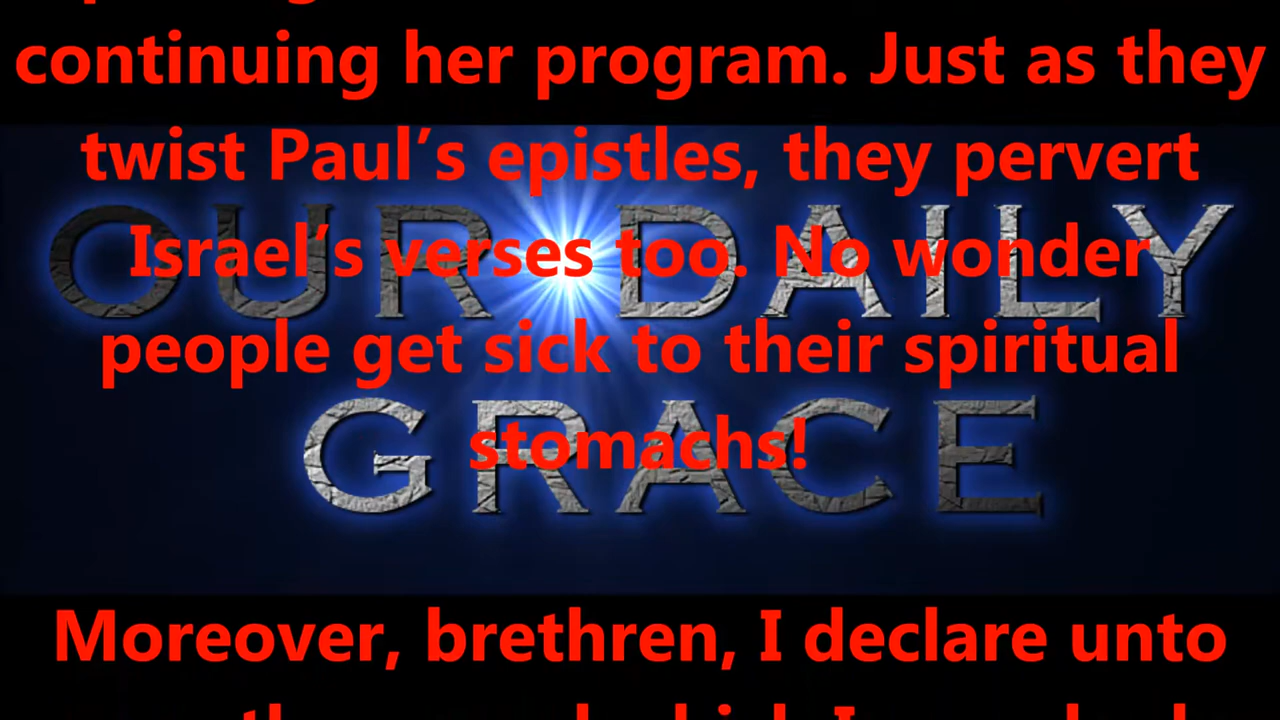 continuing her program. Just as they
twist Paul’s epistles, they pervert
Israel’s verses too. No wonder
people get sick to their spiritual
stomachs!
Moreover, brethren, I declare unto
OUR DAILY
GRACE